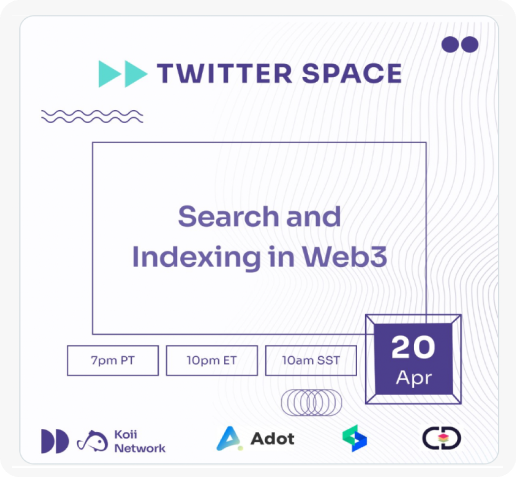 TWITTER SPACE
Search and
Indexing in Web3
7pm PT
10pm ET
10am SST
20
Apr
Koii
Network
Adot